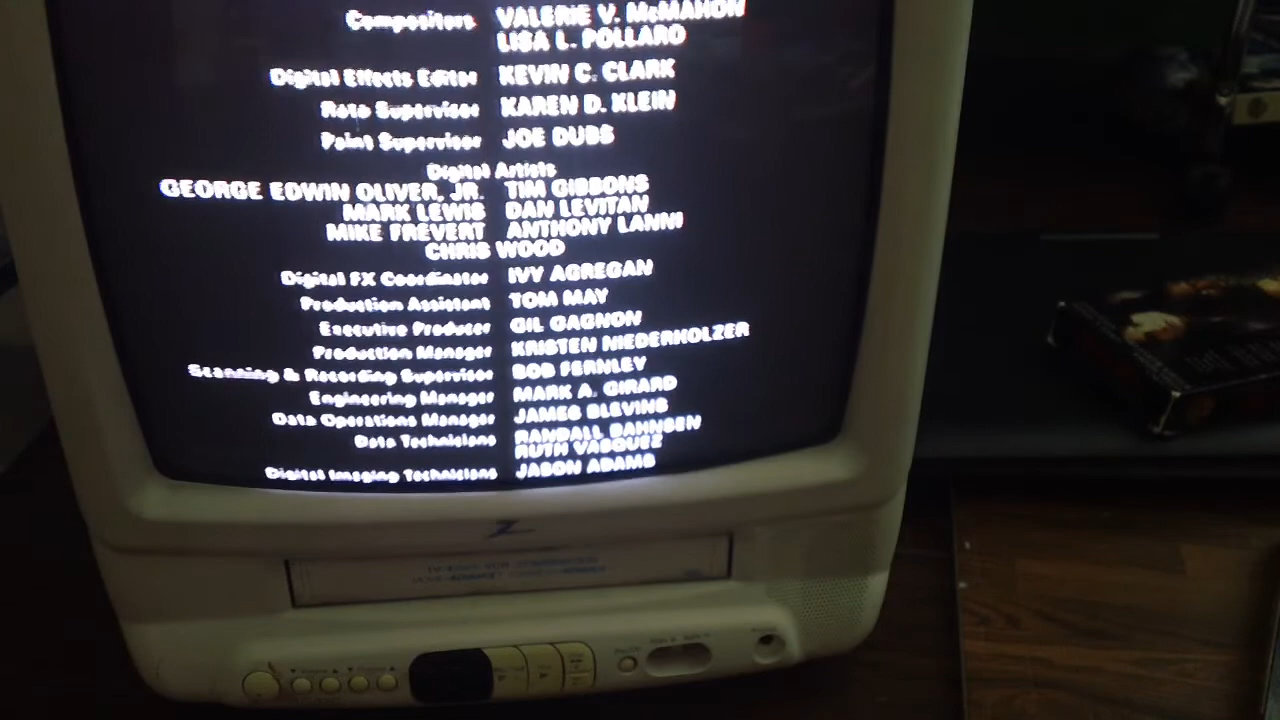 Compositors VALERIE V. McMAHON
LISA L. POLLARD
Digital Effects Editor KEVIN C. CLARK
Roto Supervisor KAREN D. KLEIN
Paint Supervisor JOE DUBS
Digital Artists
GEORGE EDWIN OLIVER, JR. TIM GIBBONS
MARK LEWIS DAN LEVITAN
MIKE FREVERT ANTHONY LANNI
CHRIS WOOD
Digital FX Coordinator IVY AGREGAN
Production Assistant TOM MAY
Executive Producer GIL GAGNON
Production Manager KRISTEN NIEDERHOLZER
Scanning & Recording Supervisor BOB FERNLEY
Engineering Manager MARK A. GIRARD
Data Operations Manager JAMES BLEVINS
Data Technicians RANDALL BAHNSEN
RUTH VASQUEZ
Digital Imaging Technicians JASON ADAMS
Z